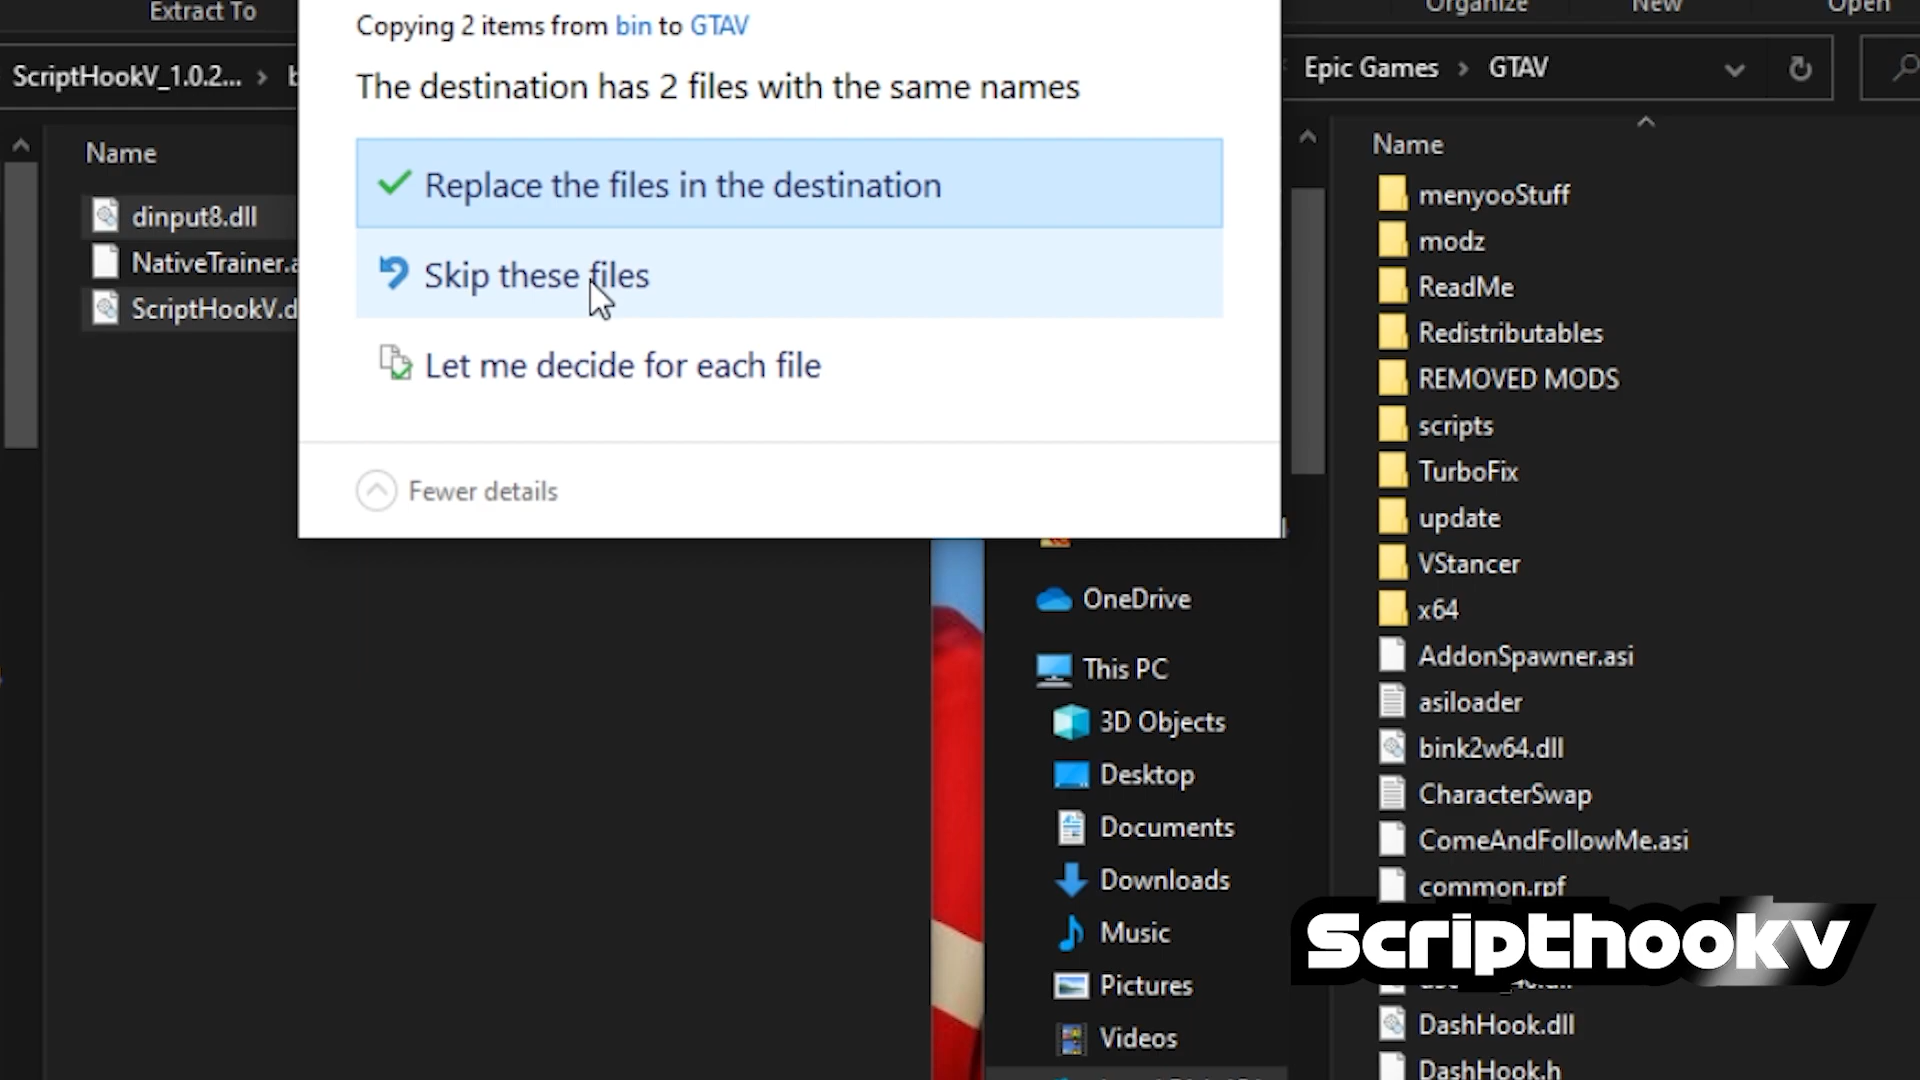 Extract To
ScriptHookV_1.0.2... >
Name
dinput8.dll
NativeTrainer.a
ScriptHookV.d
Copying 2 items from bin to GTAV
The destination has 2 files with the same names
Replace the files in the destination
Skip these files
Let me decide for each file
Fewer details
OneDrive
This PC
3D Objects
Desktop
Documents
Downloads
Music
Pictures
Videos
Organize
New
Open
Epic Games > GTAV
Name
menyooStuff
modz
ReadMe
Redistributables
REMOVED MODS
scripts
TurboFix
update
VStancer
x64
AddonSpawner.asi
asiloader
bink2w64.dll
CharacterSwap
ComeAndFollowMe.asi
common.rpf
Scripthookv
DashHook.dll
DashHook.h